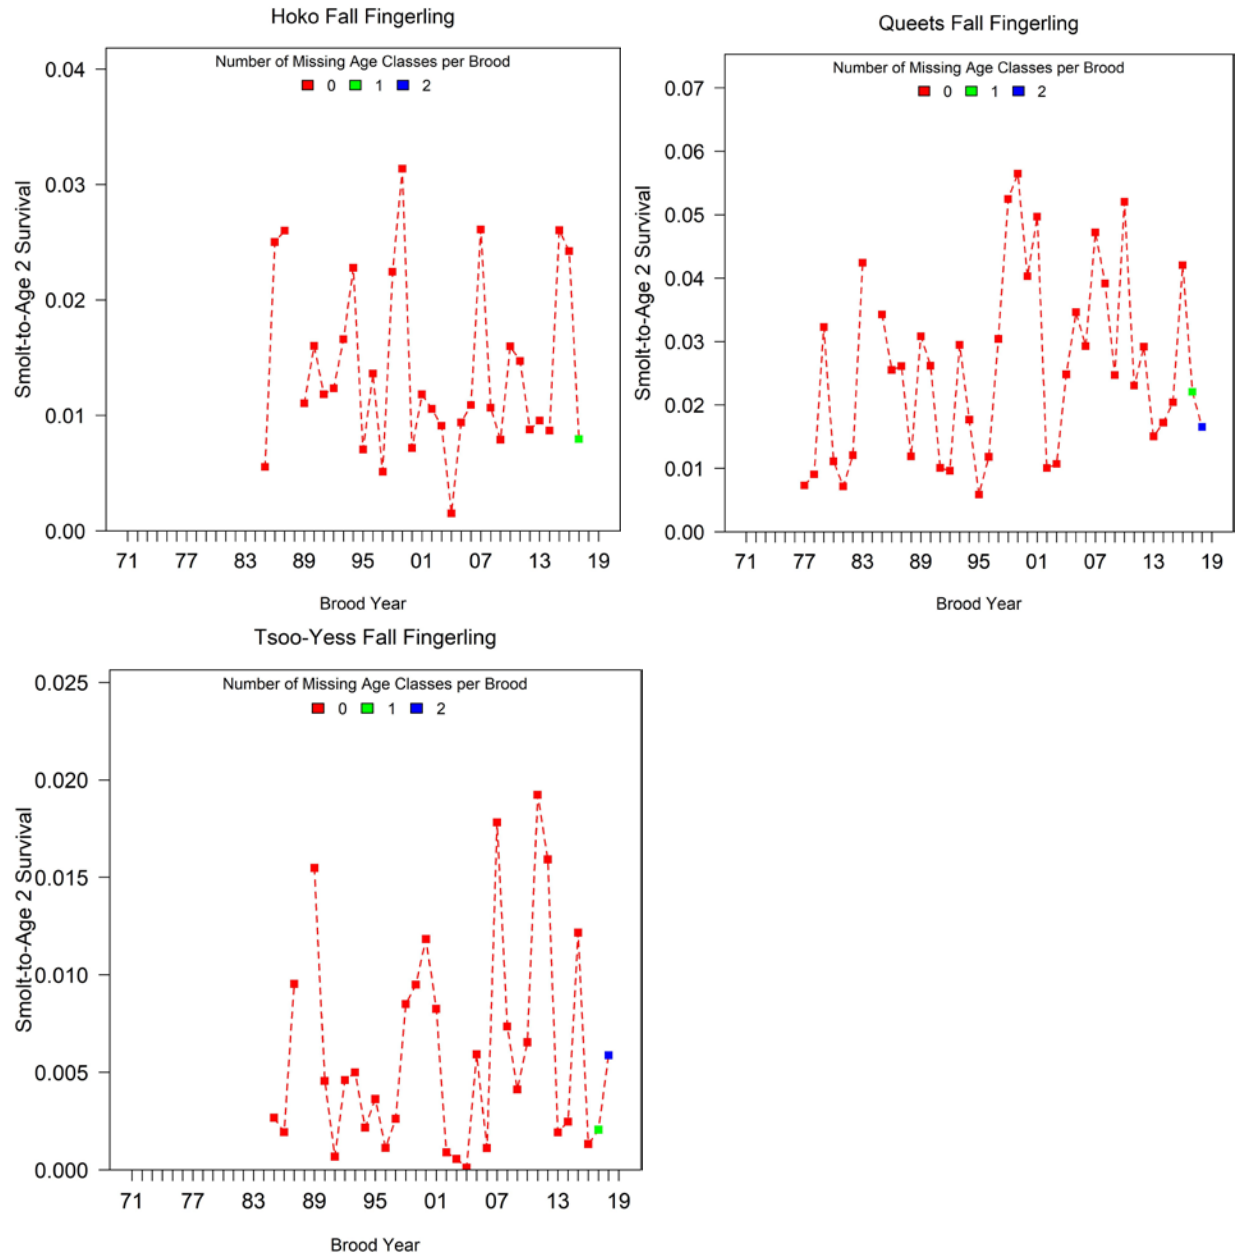 Hoko Fall Fingerling
Number of Missing Age Classes per Brood
0 1 2
Smolt-to-Age 2 Survival
0.04
0.03
0.02
0.01
0.00
71 77 83 89 95 01 07 13 19
Brood Year
Queets Fall Fingerling
Number of Missing Age Classes per Brood
0 1 2
Smolt-to-Age 2 Survival
0.07
0.06
0.05
0.04
0.03
0.02
0.01
0.00
71 77 83 89 95 01 07 13 19
Brood Year
Tsoo-Yess Fall Fingerling
Number of Missing Age Classes per Brood
0 1 2
Smolt-to-Age 2 Survival
0.025
0.020
0.015
0.010
0.005
0.000
71 77 83 89 95 01 07 13 19
Brood Year